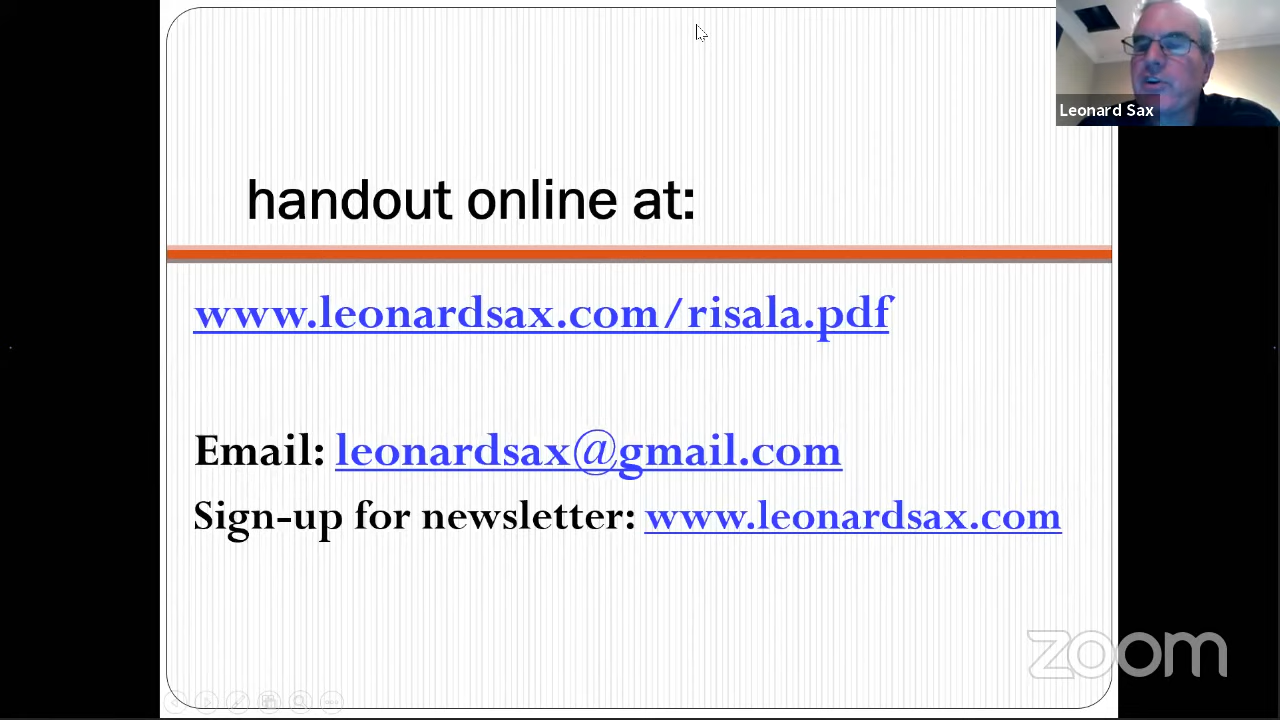 Leonard Sax
handout online at:
www.leonardsax.com/risala.pdf
Email: leonardsax@gmail.com
Sign-up for newsletter: www.leonardsax.com
zoom